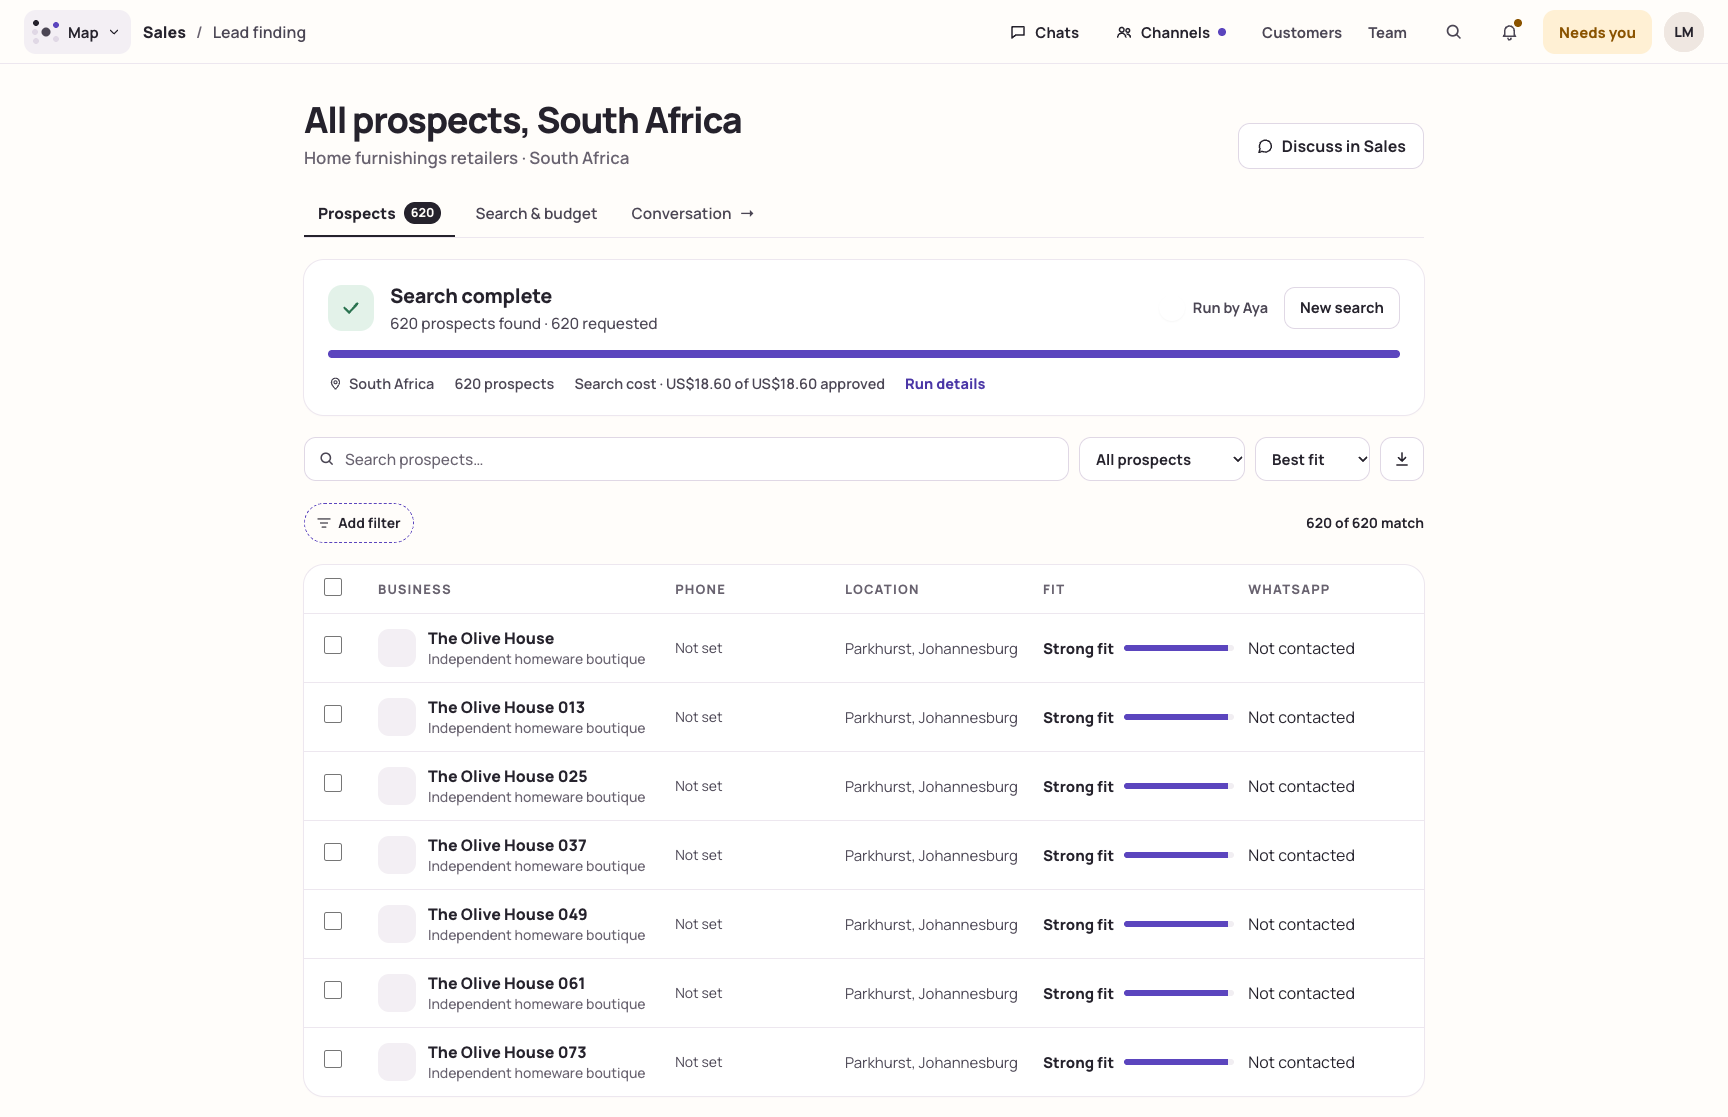 Map
Sales / Lead finding
Chats
Channels
Customers
Team
Needs you
LM
All prospects, South Africa
Home furnishings retailers · South Africa
Discuss in Sales
Prospects 620
Search & budget
Conversation →
Search complete
620 prospects found · 620 requested
Run by Aya
New search
South Africa
620 prospects
Search cost · US$18.60 of US$18.60 approved
Run details
Search prospects…
All prospects
Best fit
Add filter
620 of 620 match
BUSINESS PHONE LOCATION FIT WHATSAPP
The Olive House
Independent homeware boutique
Not set
Parkhurst, Johannesburg
Strong fit
Not contacted
The Olive House 013
Independent homeware boutique
Not set
Parkhurst, Johannesburg
Strong fit
Not contacted
The Olive House 025
Independent homeware boutique
Not set
Parkhurst, Johannesburg
Strong fit
Not contacted
The Olive House 037
Independent homeware boutique
Not set
Parkhurst, Johannesburg
Strong fit
Not contacted
The Olive House 049
Independent homeware boutique
Not set
Parkhurst, Johannesburg
Strong fit
Not contacted
The Olive House 061
Independent homeware boutique
Not set
Parkhurst, Johannesburg
Strong fit
Not contacted
The Olive House 073
Independent homeware boutique
Not set
Parkhurst, Johannesburg
Strong fit
Not contacted